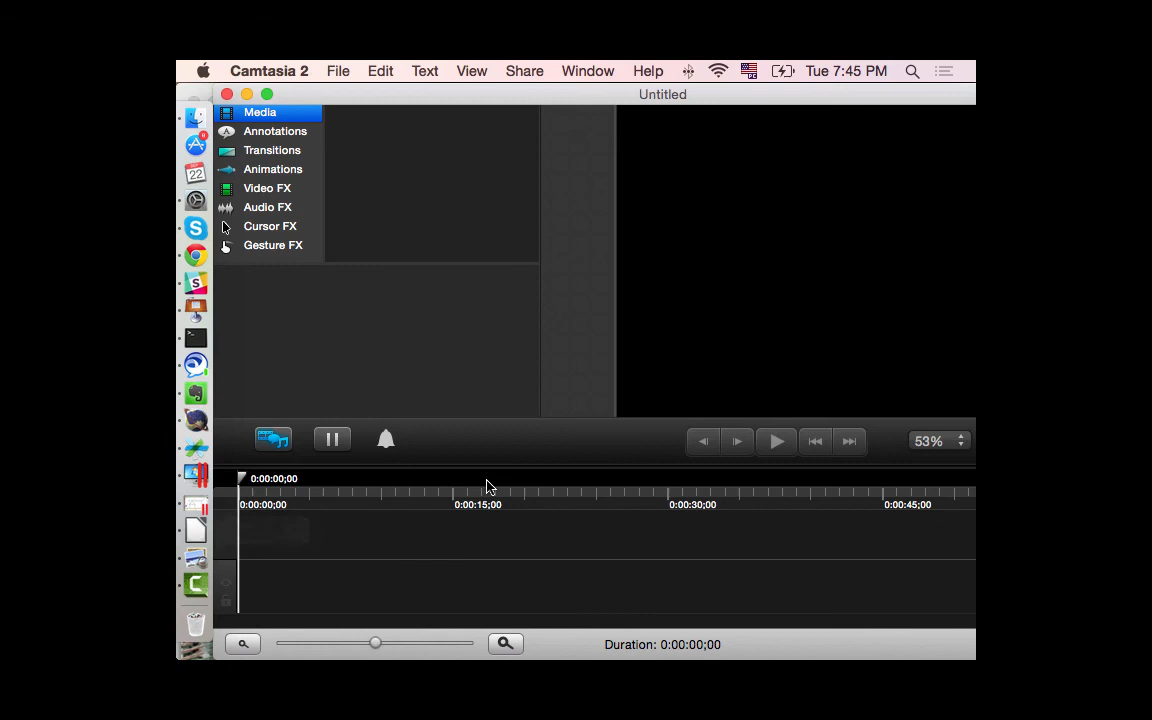 Camtasia 2 File Edit Text View Share Window Help Tue 7:45 PM
Untitled
Media
Annotations
Transitions
Animations
Video FX
Audio FX
Cursor FX
Gesture FX
22
53%
0:00:00;00
0:00:00;00 0:00:15;00 0:00:30;00 0:00:45;00
Duration: 0:00:00;00